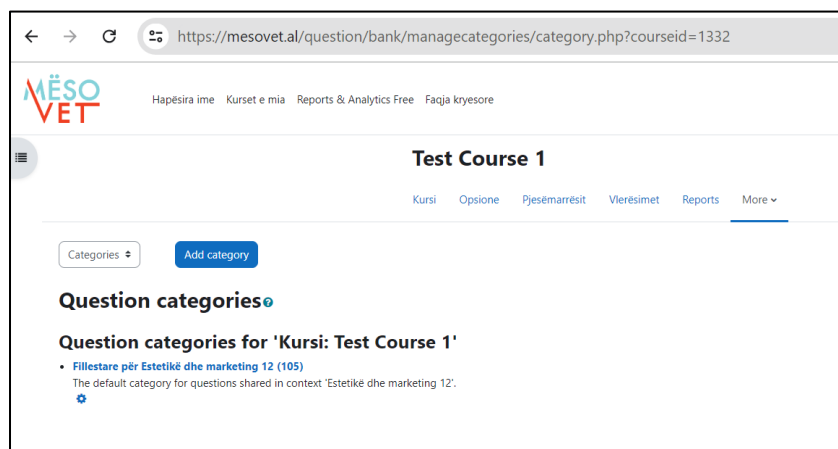 https://mesovet.al/question/bank/managecategories/category.php?courseid=1332
MËSO
VET
Hapësira ime Kurset e mia Reports & Analytics Free Faqja kryesore
Test Course 1
Kursi Opsione Pjesëmarrësit Vlerësimet Reports More
Categories Add category
Question categories
Question categories for 'Kursi: Test Course 1'
Fillestare për Estetikë dhe marketing 12 (105)
The default category for questions shared in context 'Estetikë dhe marketing 12'.